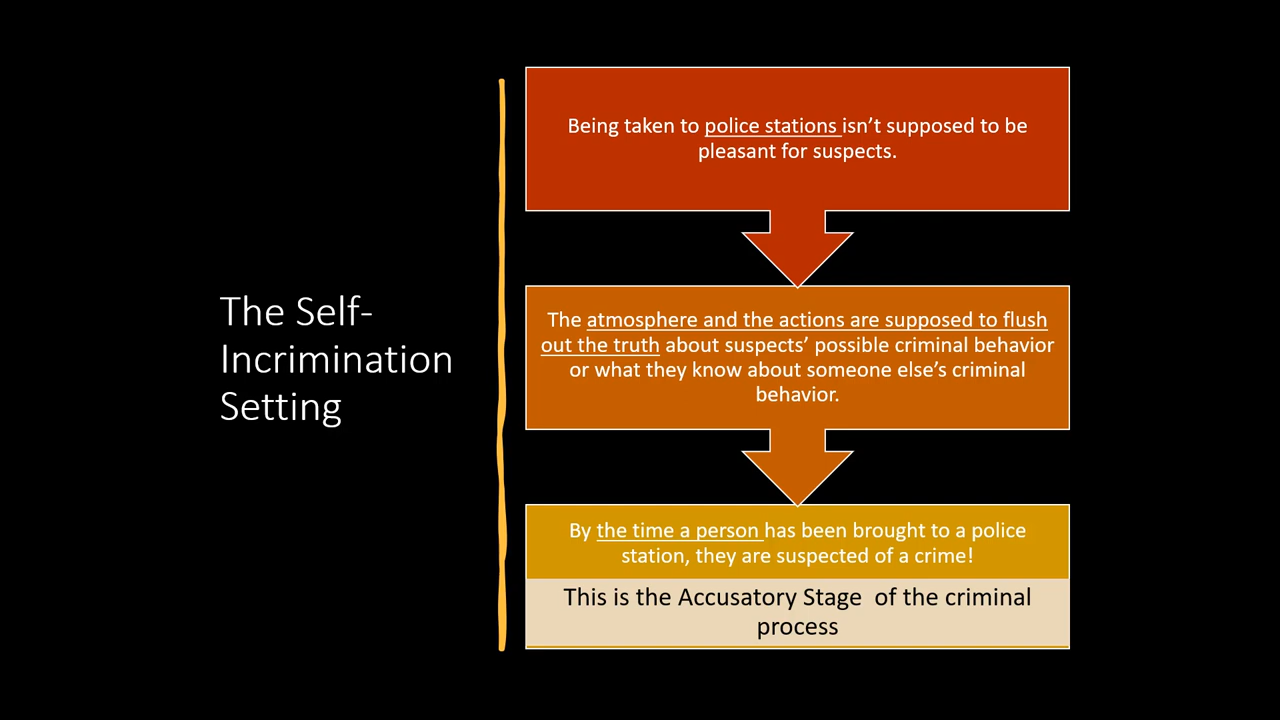 The Self-
Incrimination
Setting
Being taken to police stations isn’t supposed to be
pleasant for suspects.
The atmosphere and the actions are supposed to flush
out the truth about suspects’ possible criminal behavior
or what they know about someone else’s criminal
behavior.
By the time a person has been brought to a police
station, they are suspected of a crime!
This is the Accusatory Stage  of the criminal
process